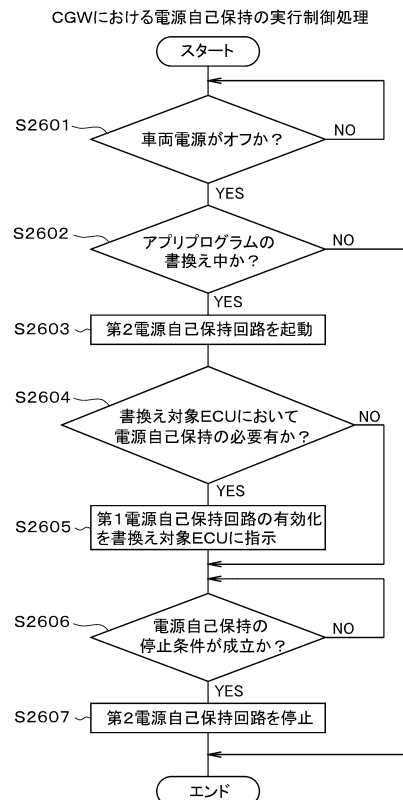 CGWにおける電源自己保持の実行制御処理
スタート
S2601
車両電源がオフか？
NO
YES
S2602
アプリプログラムの
書換え中か？
NO
YES
S2603
第2電源自己保持回路を起動
S2604
書換え対象ECUにおいて
電源自己保持の必要有か？
NO
YES
S2605
第1電源自己保持回路の有効化
を書換え対象ECUに指示
S2606
電源自己保持の
停止条件が成立か？
NO
YES
S2607
第2電源自己保持回路を停止
エンド